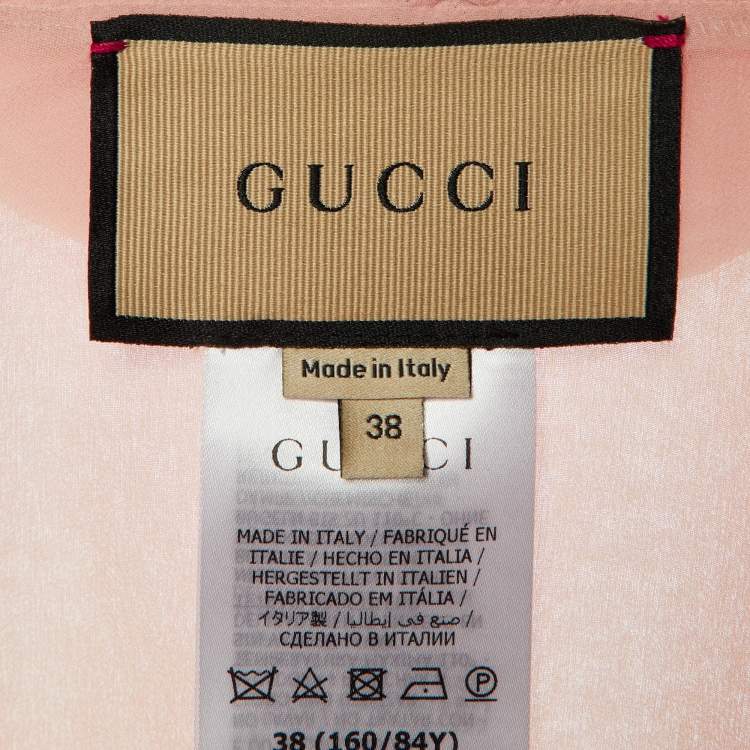 GUCCI
Made in Italy
38
GUCCI
MADE IN ITALY / FABRIQUÉ EN
ITALIE / HECHO EN ITALIA /
HERGESTELLT IN ITALIEN /
FABRICADO EM ITÁLIA /
イタリア製 / صنع في إيطاليا /
СДЕЛАНО В ИТАЛИИ
P
38 (160/84Y)